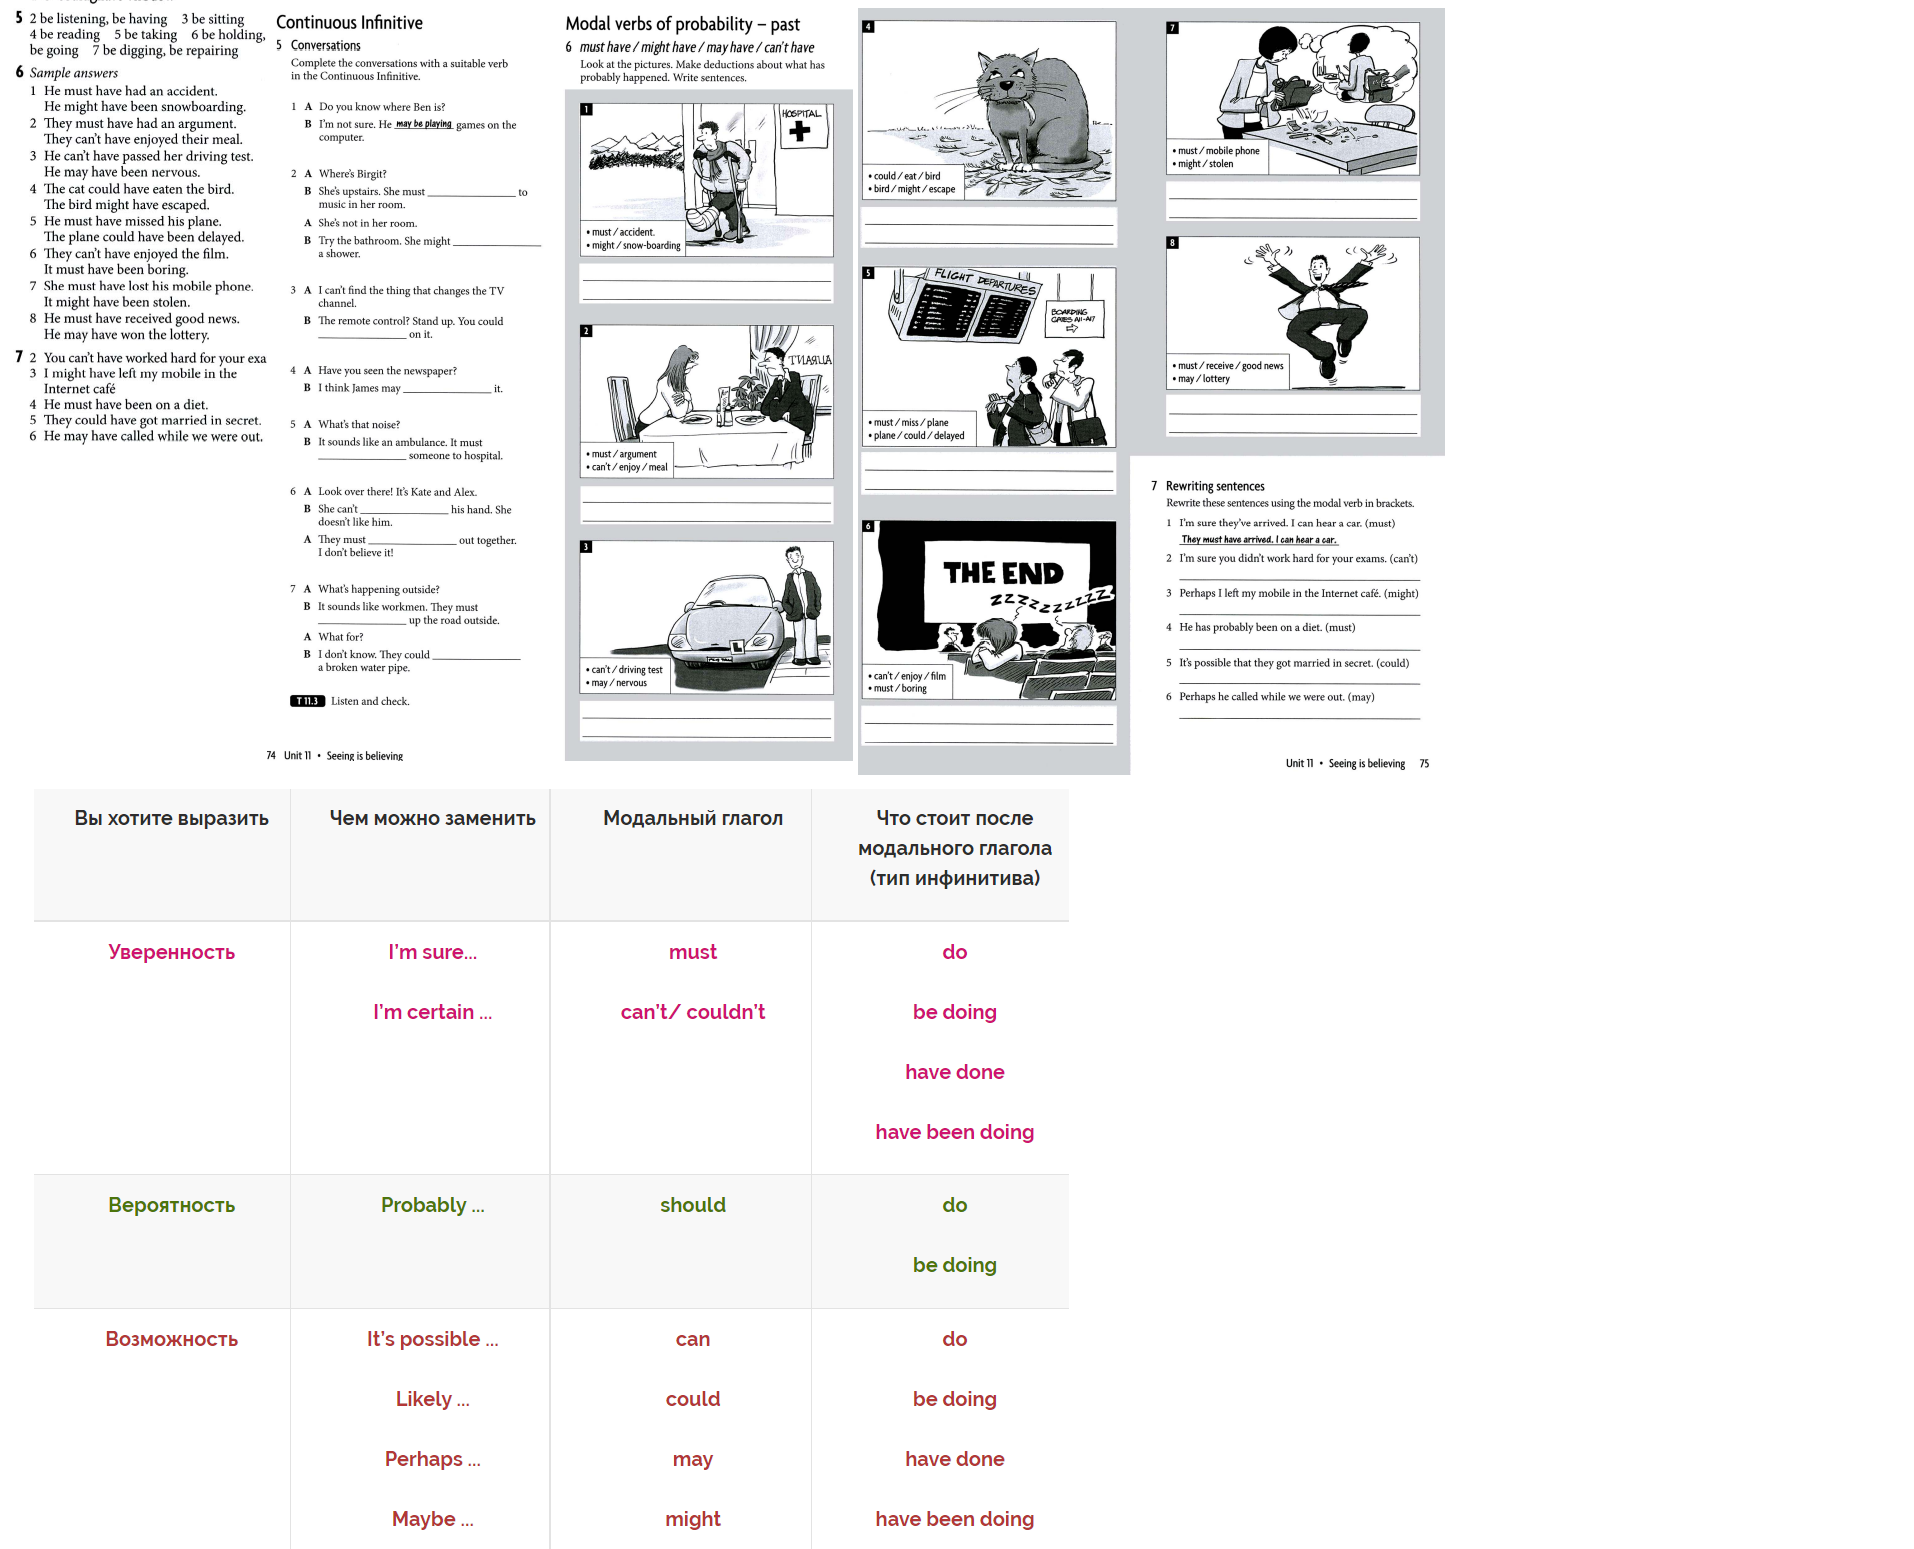 5 2 be listening, be having 3 be sitting
4 be reading 5 be taking 6 be holding,
be going 7 be digging, be repairing
6 Sample answers
1 He must have had an accident.
He might have been snowboarding.
2 They must have had an argument.
They can't have enjoyed their meal.
3 He can't have passed her driving test.
He may have been nervous.
4 The cat could have eaten the bird.
The bird might have escaped.
5 He must have missed his plane.
The plane could have been delayed.
6 They can't have enjoyed the film.
It must have been boring.
7 She must have lost his mobile phone.
It might have been stolen.
8 He must have received good news.
He may have won the lottery.
7 2 You can't have worked hard for your exa
3 I might have left my mobile in the
Internet café
4 He must have been on a diet.
5 They could have got married in secret.
6 He may have called while we were out.
Continuous Infinitive
5 Conversations
Complete the conversations with a suitable verb
in the Continuous Infinitive.
1 A Do you know where Ben is?
B I'm not sure. He may be playing games on the
computer.
2 A Where's Birgit?
B She's upstairs. She must ____ to
music in her room.
A She's not in her room.
B Try the bathroom. She might ____
a shower.
3 A I can't find the thing that changes the TV
channel.
B The remote control? Stand up. You could
____ on it.
4 A Have you seen the newspaper?
B I think James may ____ it.
5 A What's that noise?
B It sounds like an ambulance. It must
____ someone to hospital.
6 A Look over there! It's Kate and Alex.
B She can't ____ his hand. She
doesn't like him.
A They must ____ out together.
I don't believe it!
7 A What's happening outside?
B It sounds like workmen. They must
____ up the road outside.
A What for?
B I don't know. They could ____
a broken water pipe.
T 11.3 Listen and check.
74 Unit 11 • Seeing is believing
Modal verbs of probability – past
6 must have / might have / may have / can't have
Look at the pictures. Make deductions about what has
probably happened. Write sentences.
1
HOSPITAL
• must / accident.
• might / snow-boarding
2
• must / argument
• can't / enjoy / meal
3
L
• can't / driving test
• may / nervous
4
• could / eat / bird
• bird / might / escape
5
FLIGHT DEPARTURES
BOARDING
GATES A11-A17
• must / miss / plane
• plane / could / delayed
6
THE END
ZZZZZZZZZZ
• can't / enjoy / film
• must / boring
7
• must / mobile phone
• might / stolen
8
• must / receive / good news
• may / lottery
7 Rewriting sentences
Rewrite these sentences using the modal verb in brackets.
1 I'm sure they've arrived. I can hear a car. (must)
They must have arrived. I can hear a car.
2 I'm sure you didn't work hard for your exams. (can't)
3 Perhaps I left my mobile in the Internet café. (might)
4 He has probably been on a diet. (must)
5 It's possible that they got married in secret. (could)
6 Perhaps he called while we were out. (may)
Unit 11 • Seeing is believing 75
Вы хотите выразить Чем можно заменить Модальный глагол Что стоит после
модального глагола
(тип инфинитива)
Уверенность I'm sure... must do
I'm certain ... can't/ couldn't be doing
have done
have been doing
Вероятность Probably ... should do
be doing
Возможность It's possible ... can do
Likely ... could be doing
Perhaps ... may have done
Maybe ... might have been doing